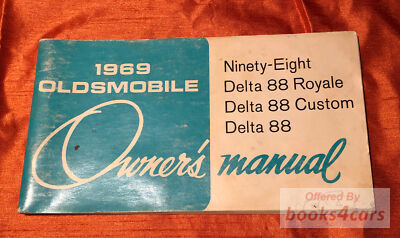 1969
OLDSMOBILE
Owner's manual
Ninety-Eight
Delta 88 Royale
Delta 88 Custom
Delta 88
Offered By
books4cars